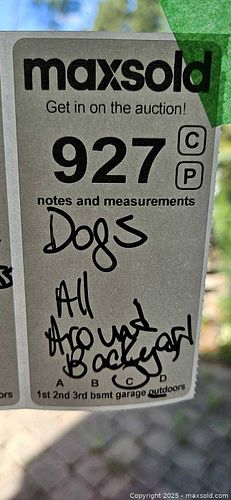 maxsold
Get in on the auction!
927
C
P
notes and measurements
Dogs
All
Around
Backyard
A B C D
1st 2nd 3rd bsmt garage outdoors
ors
Copyright 2025 - maxsold.com